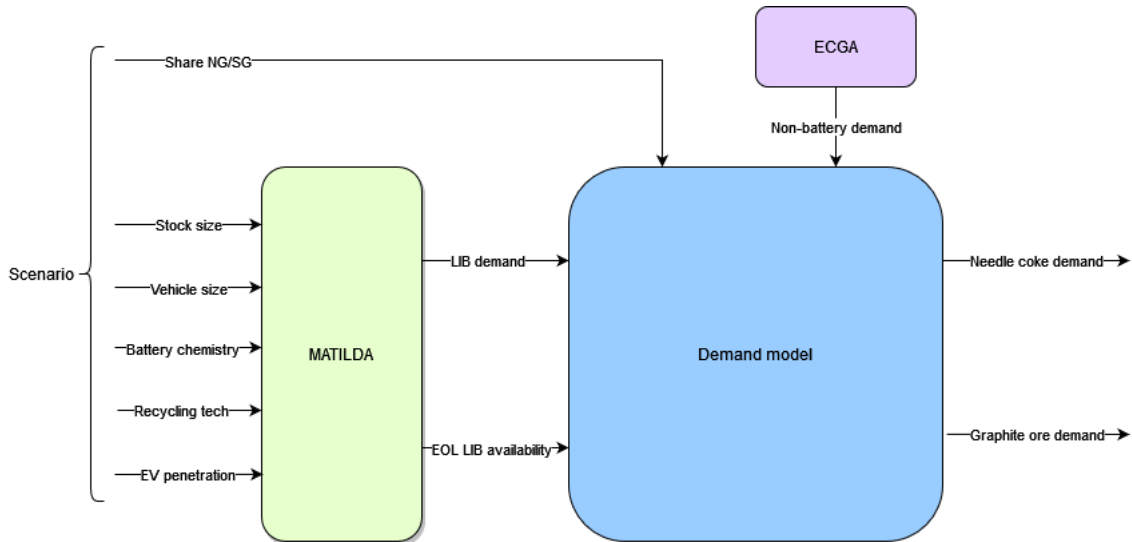 ECGA
Share NG/SG
Non-battery demand
Stock size
LIB demand
Needle coke demand
Scenario
Vehicle size
Battery chemistry
MATILDA
Demand model
Recycling tech
Graphite ore demand
EOL LIB availability
EV penetration